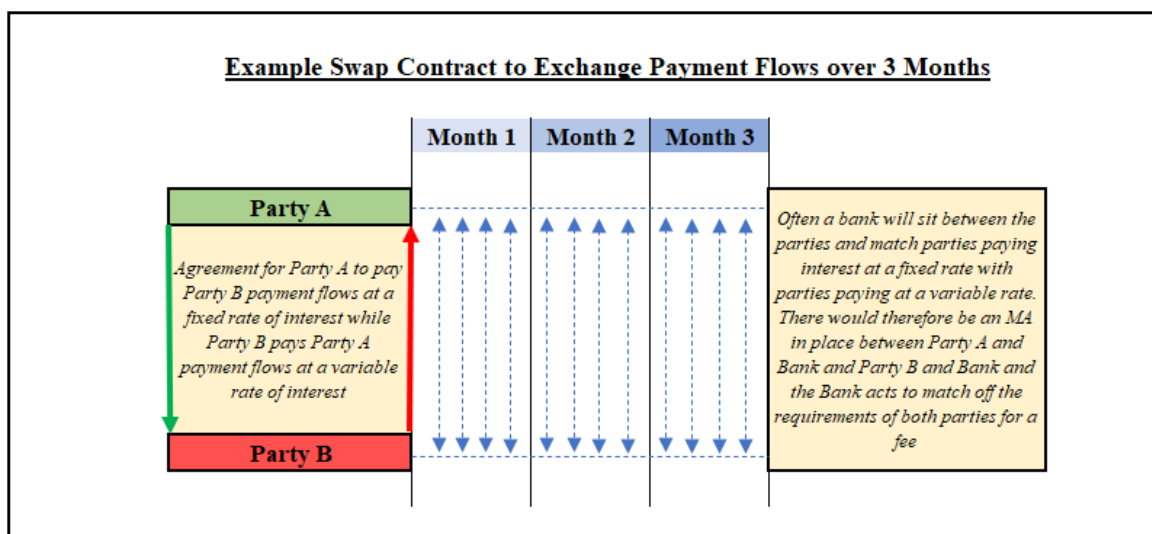 Example Swap Contract to Exchange Payment Flows over 3 Months
Month 1
Month 2
Month 3
Party A
Agreement for Party A to pay
Party B payment flows at a
fixed rate of interest while
Party B pays Party A
payment flows at a variable
rate of interest
Party B
Often a bank will sit between the
parties and match parties paying
interest at a fixed rate with
parties paying at a variable rate.
There would therefore be an MA
in place between Party A and
Bank and Party B and Bank and
the Bank acts to match off the
requirements of both parties for a
fee